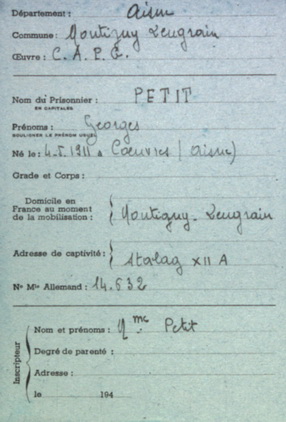 Département : Aisne
Commune : Montigny Lengrain
Œuvre : C. A. P. G.
Nom du Prisonnier : PETIT
EN CAPITALES
Prénoms : Georges
SOULIGNER LE PRÉNOM USUEL
Né le : 4.5.1911 à Cœuvres (Aisne)
Grade et Corps :
Domicile en
France au moment
de la mobilisation : Montigny-Lengrain
Adresse de captivité : Stalag XII A
No Mle Allemand : 14.632
Inscripteur
Nom et prénoms : Mme Petit
Degré de parenté :
Adresse :
le 194